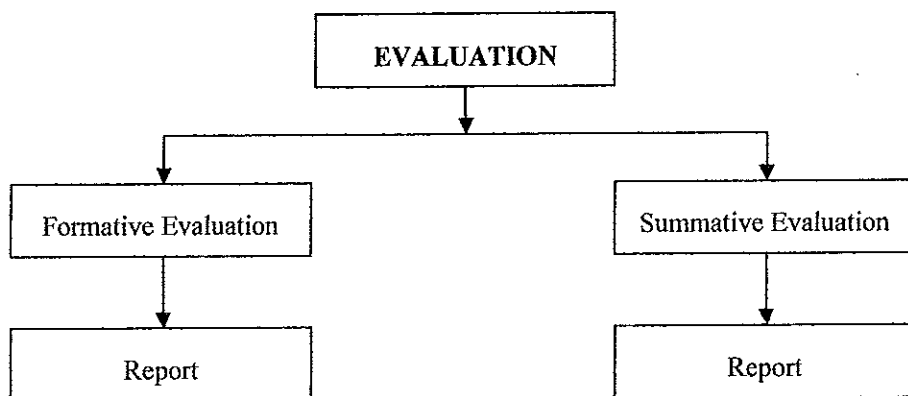 EVALUATION
Formative Evaluation
Summative Evaluation
Report
Report